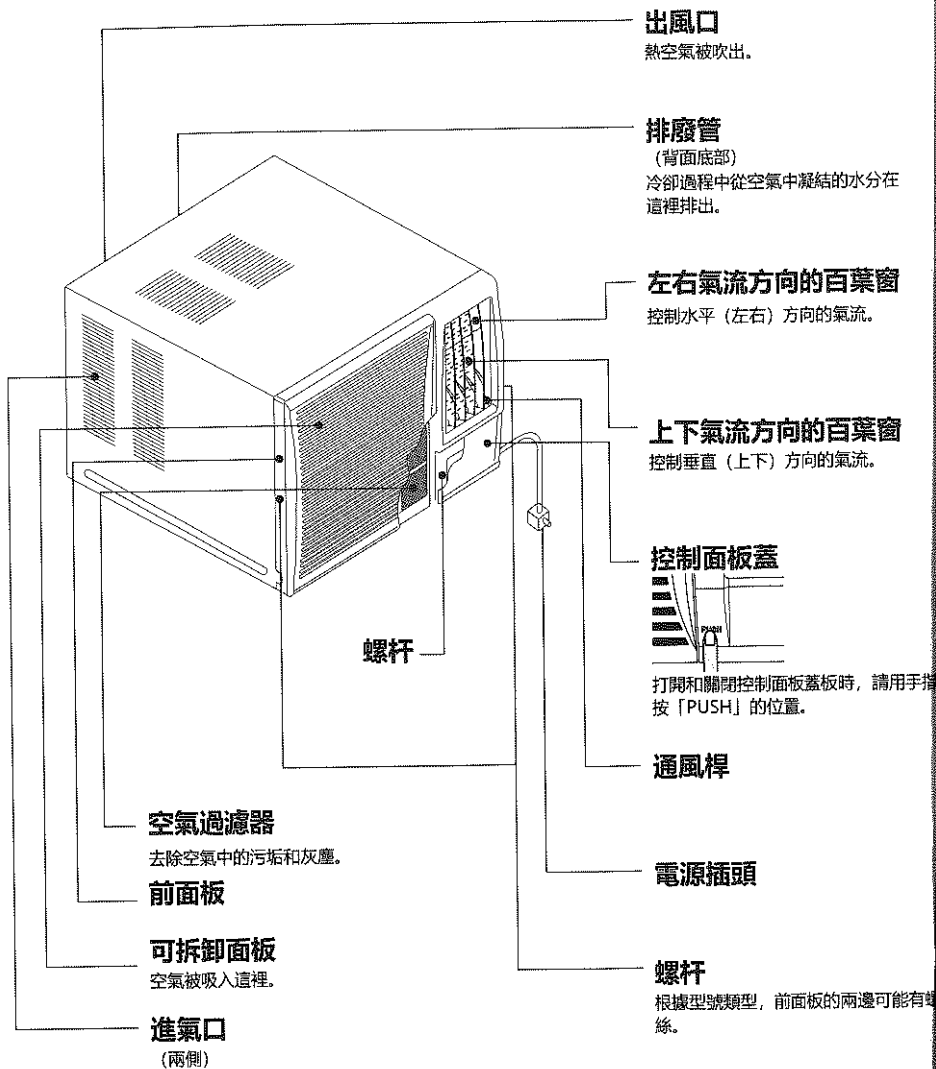 出風口
熱空氣被吹出。
排廢管
（背面底部）
冷卻過程中從空氣中凝結的水分在
這裡排出。
左右氣流方向的百葉窗
控制水平（左右）方向的氣流。
上下氣流方向的百葉窗
控制垂直（上下）方向的氣流。
控制面板蓋
PUSH
打開和關閉控制面板蓋板時，請用手指
按「PUSH」的位置。
螺杆
通風桿
空氣過濾器
去除空氣中的污垢和灰塵。
前面板
電源插頭
可拆卸面板
空氣被吸入這裡。
螺杆
根據型號類型，前面板的兩邊可能有螺
絲。
進氣口
（兩側）